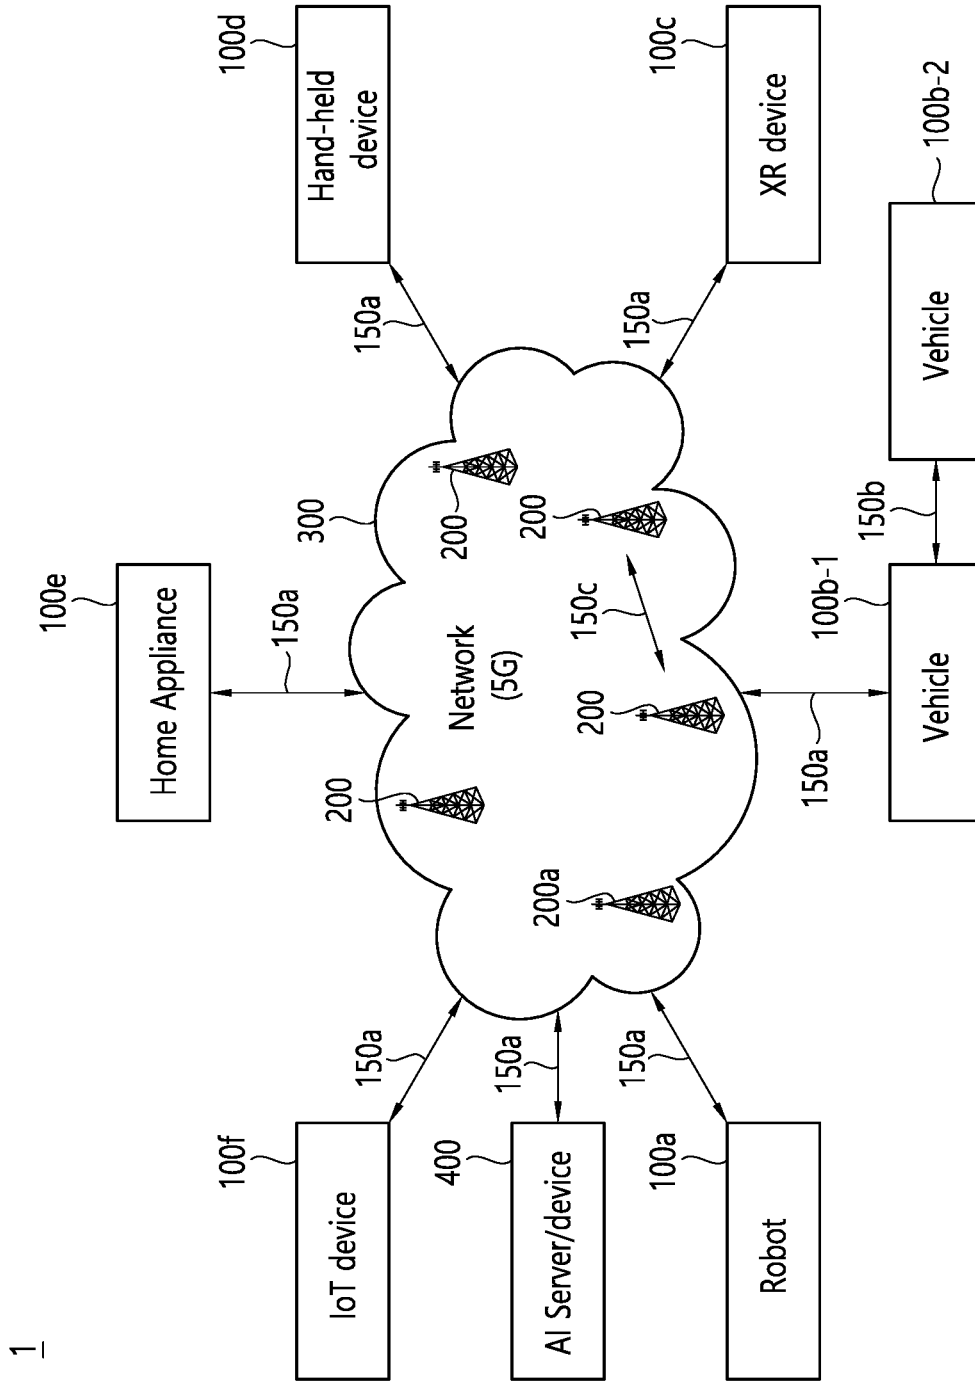 1
100e
Home Appliance
150a
100f
IoT device
150a
100d
Hand-held
device
150a
300
200
200
Network
(5G)
400
AI Server/device
150a
200a
200
200
150c
100a
Robot
150a
100c
XR device
150a
150a
100b-1
Vehicle
150b
100b-2
Vehicle